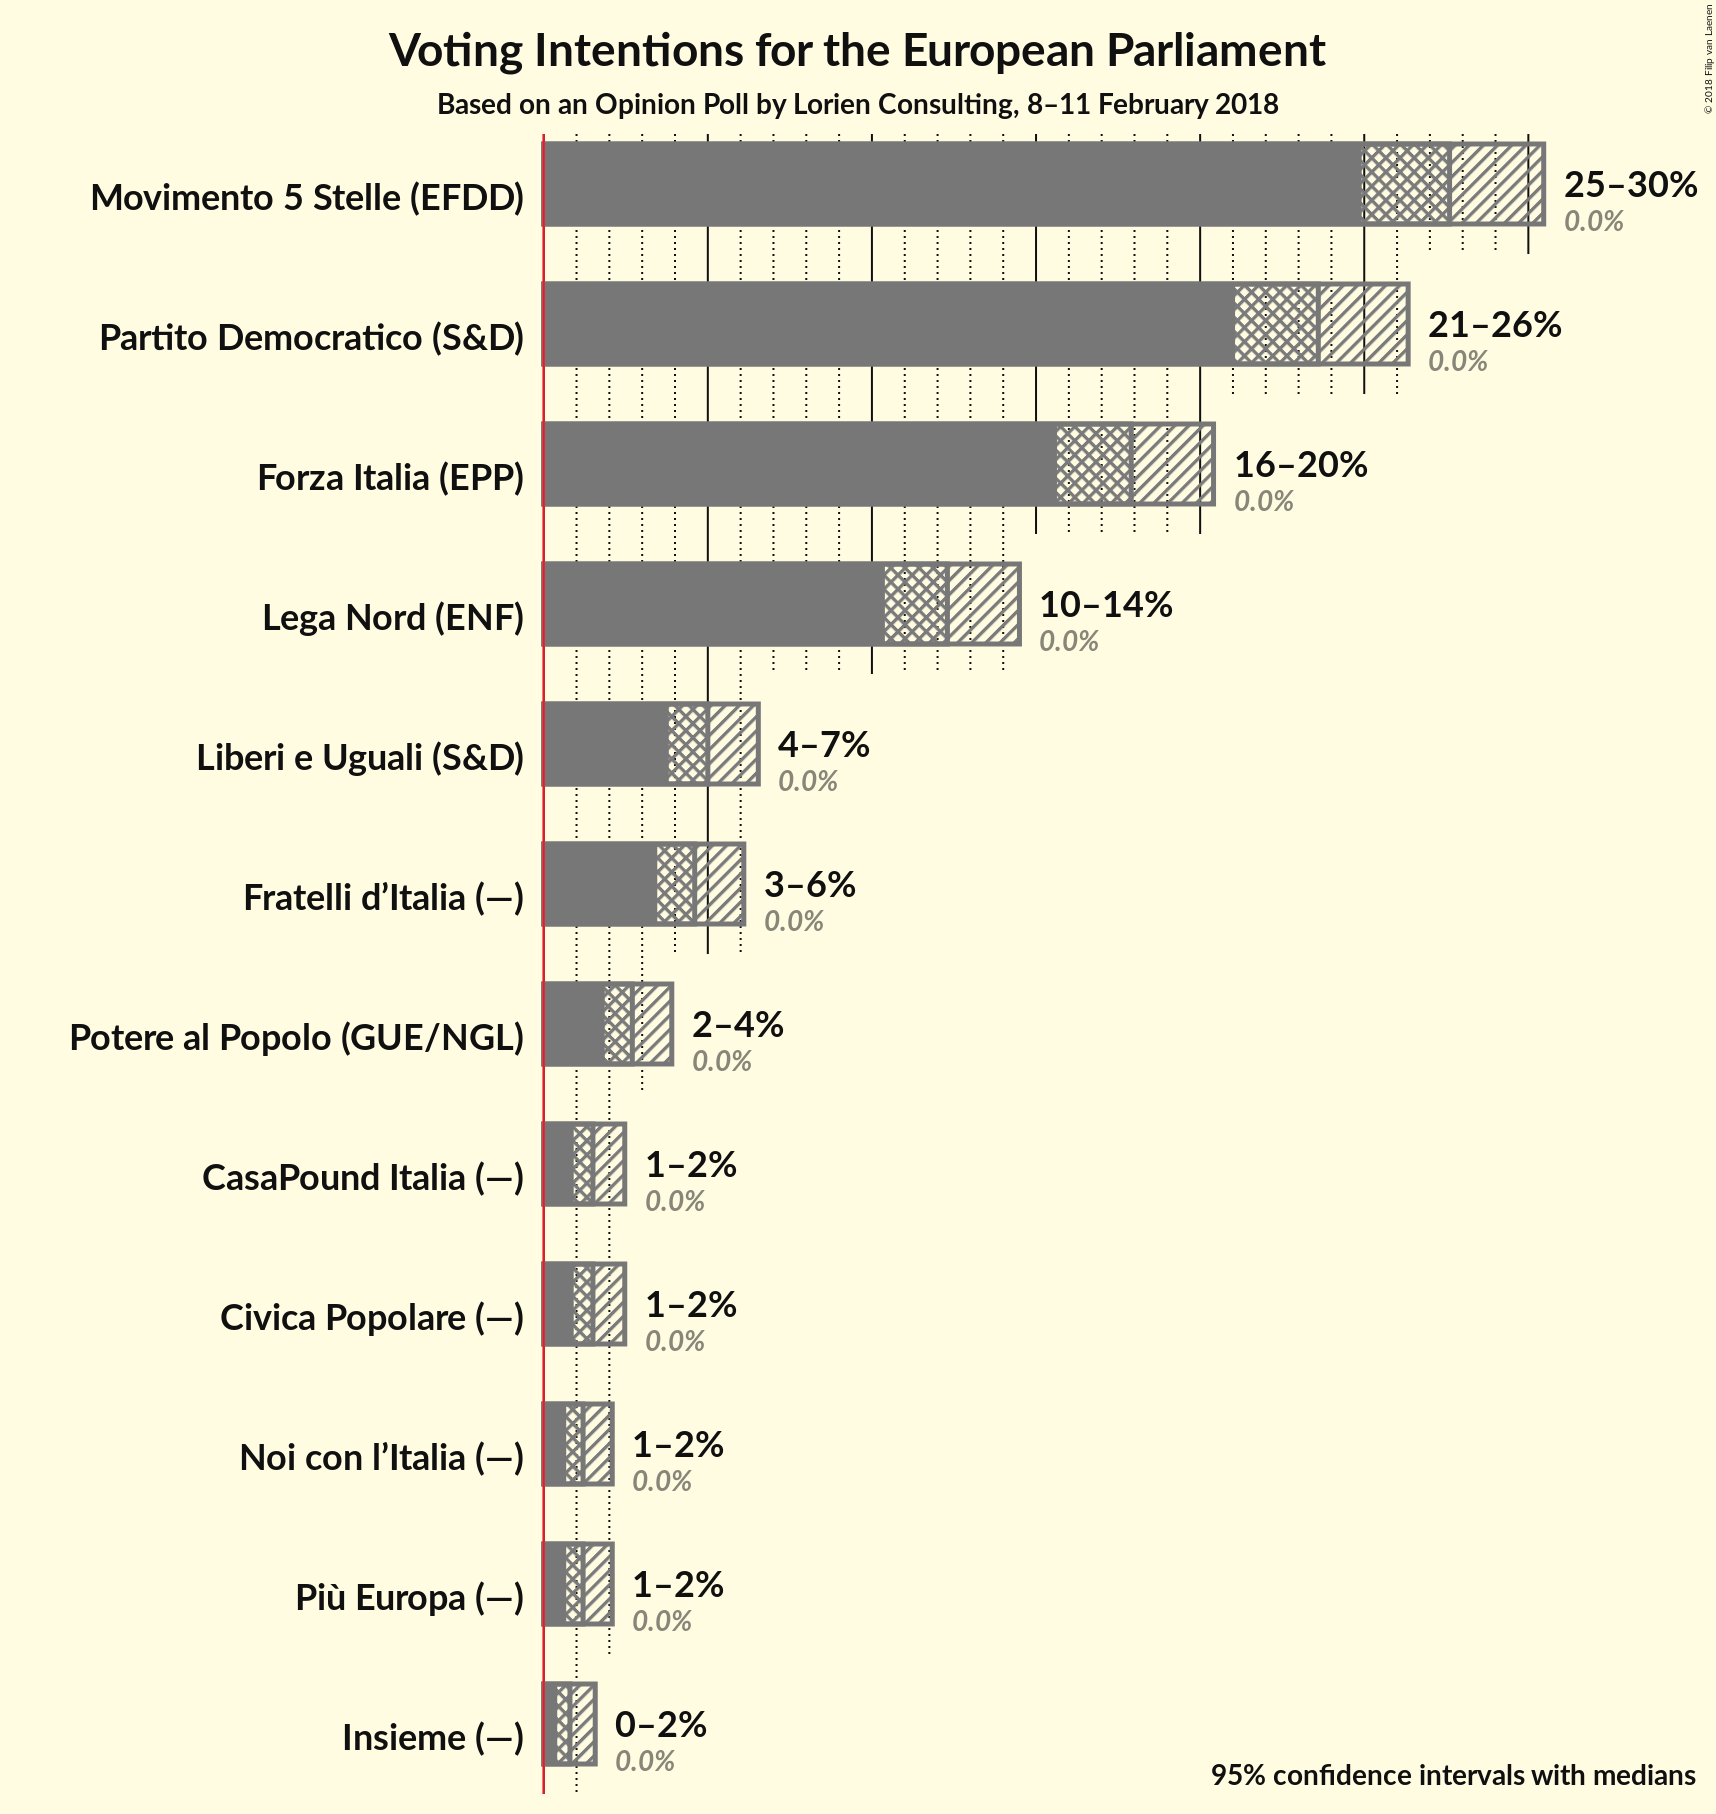 © 2018 Filip van Laenen
Voting Intentions for the European Parliament
Based on an Opinion Poll by Lorien Consulting, 8–11 February 2018
Movimento 5 Stelle (EFDD)
25–30%
0.0%
Partito Democratico (S&D)
21–26%
0.0%
Forza Italia (EPP)
16–20%
0.0%
Lega Nord (ENF)
10–14%
0.0%
Liberi e Uguali (S&D)
4–7%
0.0%
Fratelli d’Italia (—)
3–6%
0.0%
Potere al Popolo (GUE/NGL)
2–4%
0.0%
CasaPound Italia (—)
1–2%
0.0%
Civica Popolare (—)
1–2%
0.0%
Noi con l’Italia (—)
1–2%
0.0%
Più Europa (—)
1–2%
0.0%
Insieme (—)
0–2%
0.0%
95% confidence intervals with medians